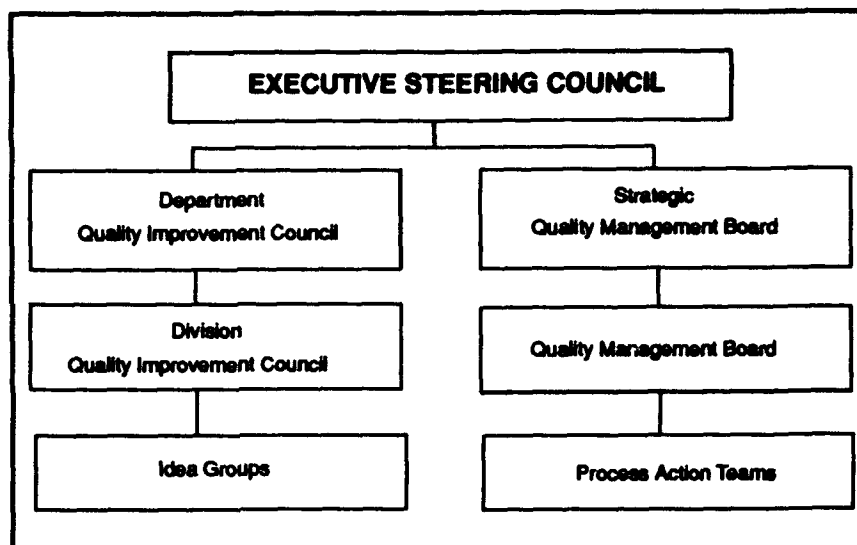 EXECUTIVE STEERING COUNCIL
Department
Quality Improvement Council
Strategic
Quality Management Board
Division
Quality Improvement Council
Quality Management Board
Idea Groups
Process Action Teams